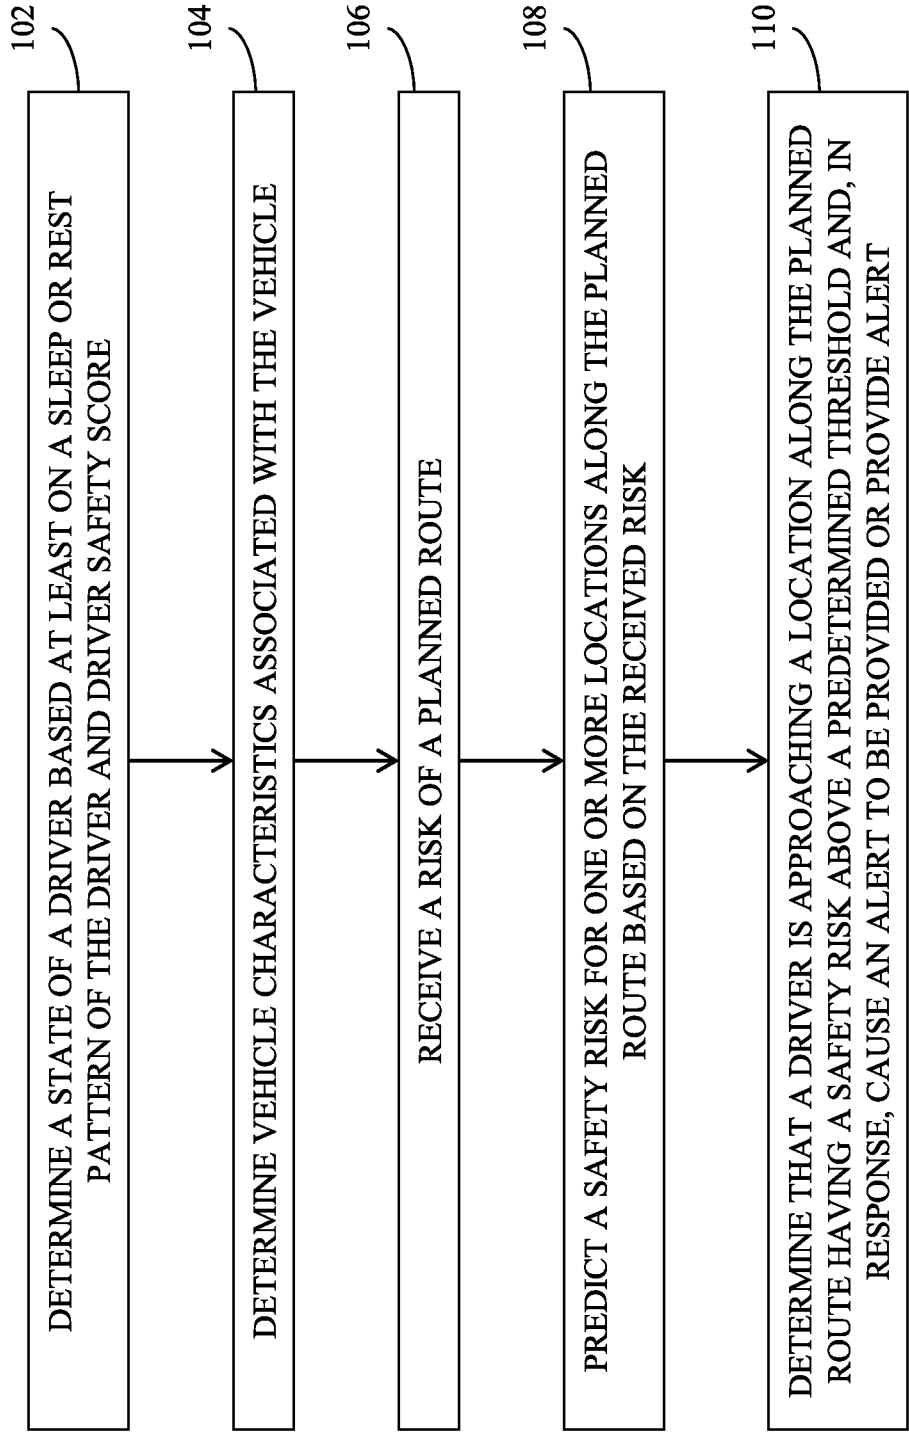 102
DETERMINE A STATE OF A DRIVER BASED AT LEAST ON A SLEEP OR REST
PATTERN OF THE DRIVER AND DRIVER SAFETY SCORE
104
DETERMINE VEHICLE CHARACTERISTICS ASSOCIATED WITH THE VEHICLE
106
RECEIVE A RISK OF A PLANNED ROUTE
108
PREDICT A SAFETY RISK FOR ONE OR MORE LOCATIONS ALONG THE PLANNED
ROUTE BASED ON THE RECEIVED RISK
110
DETERMINE THAT A DRIVER IS APPROACHING A LOCATION ALONG THE PLANNED
ROUTE HAVING A SAFETY RISK ABOVE A PREDETERMINED THRESHOLD AND, IN
RESPONSE, CAUSE AN ALERT TO BE PROVIDED OR PROVIDE ALERT